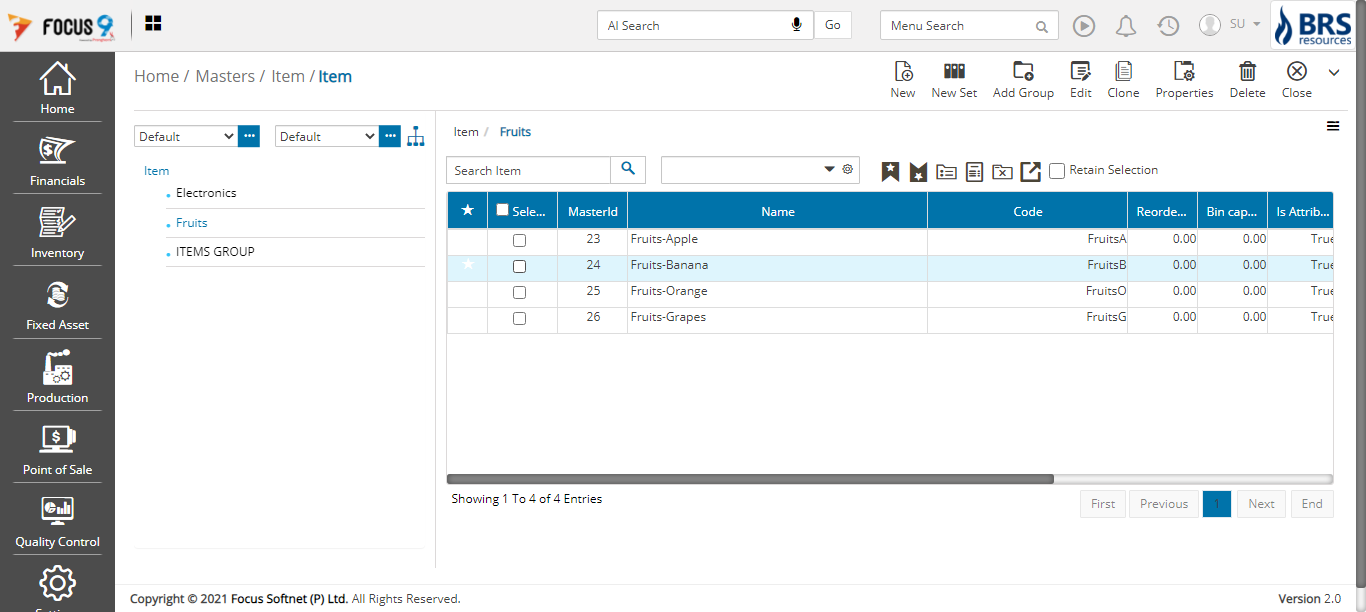 FOCUS 9
AI Search
Go
Menu Search
SU
BRS
resources
Home
Financials
Inventory
Fixed Asset
Production
Point of Sale
Quality Control
Home / Masters / Item / Item
New
New Set
Add Group
Edit
Clone
Properties
Delete
Close
Default ... Default ...
Item
Electronics
Fruits
ITEMS GROUP
Item / Fruits
Search Item
Retain Selection
Sele... MasterId Name Code Reorde... Bin cap... Is Attrib...
23 Fruits-Apple FruitsA 0.00 0.00 True
24 Fruits-Banana FruitsB 0.00 0.00 True
25 Fruits-Orange FruitsO 0.00 0.00 True
26 Fruits-Grapes FruitsG 0.00 0.00 True
Showing 1 To 4 of 4 Entries
First Previous 1 Next End
Copyright © 2021 Focus Softnet (P) Ltd. All Rights Reserved.
Version 2.0